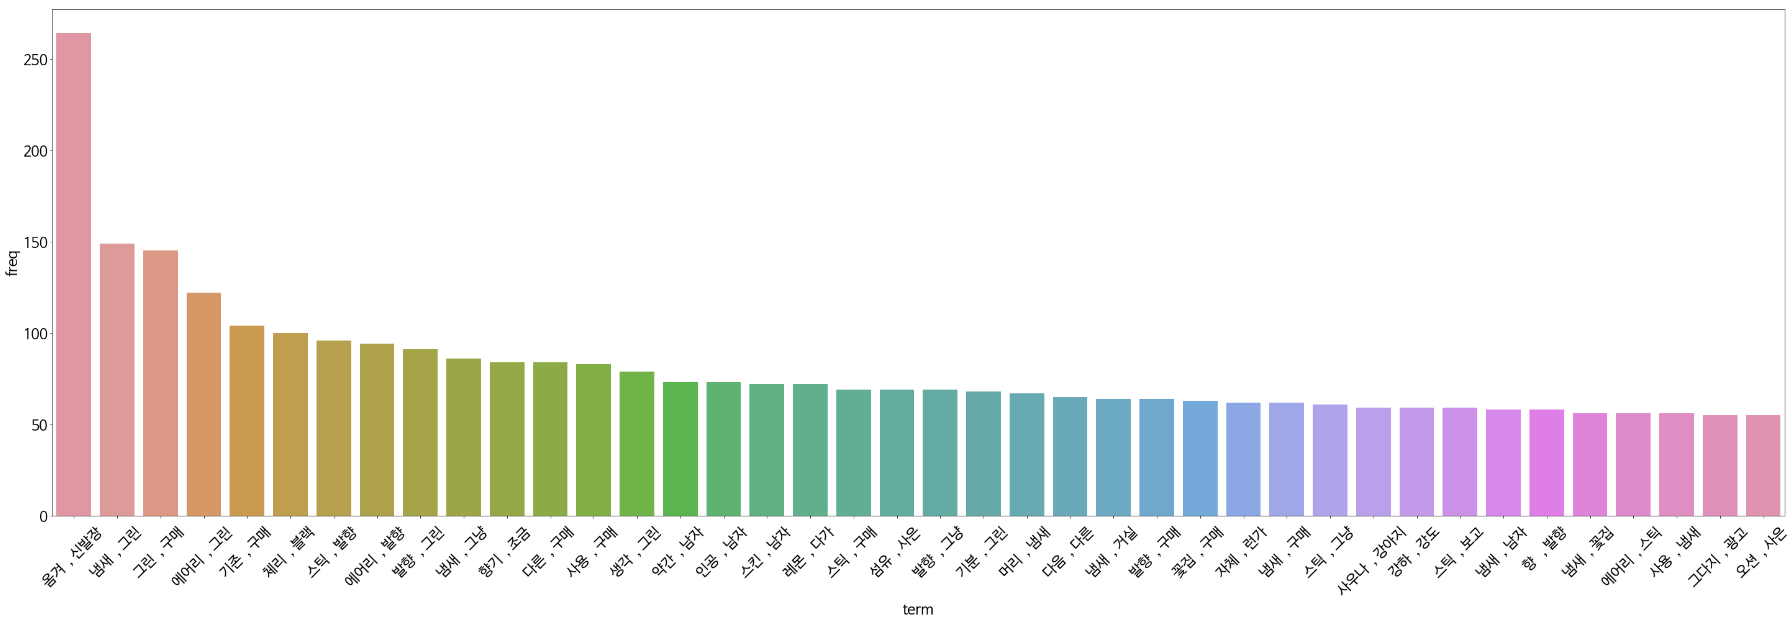 freq
250
200
150
100
50
0
옮겨 , 신발장
냄새 , 그린
그린 , 구매
에어리 , 그린
기존 , 구매
체리 , 블랙
스틱 , 발향
에어리 , 발향
발향 , 그린
냄새 , 그냥
향기 , 조금
다른 , 구매
사용 , 구매
생각 , 그린
약간 , 남자
인공 , 남자
스킨 , 남자
레몬 , 다가
스틱 , 구매
섬유 , 사온
발향 , 그냥
기분 , 그린
머리 , 냄새
다음 , 다른
냄새 , 거실
발향 , 구매
꽃집 , 구매
자체 , 런가
냄새 , 구매
스틱 , 그냥
사우나 , 강아지
강하 , 강도
스틱 , 보고
냄새 , 남자
향 , 발향
냄새 , 꽃집
에어리 , 스틱
사용 , 냄새
그다지 , 광고
오션 , 사온
term